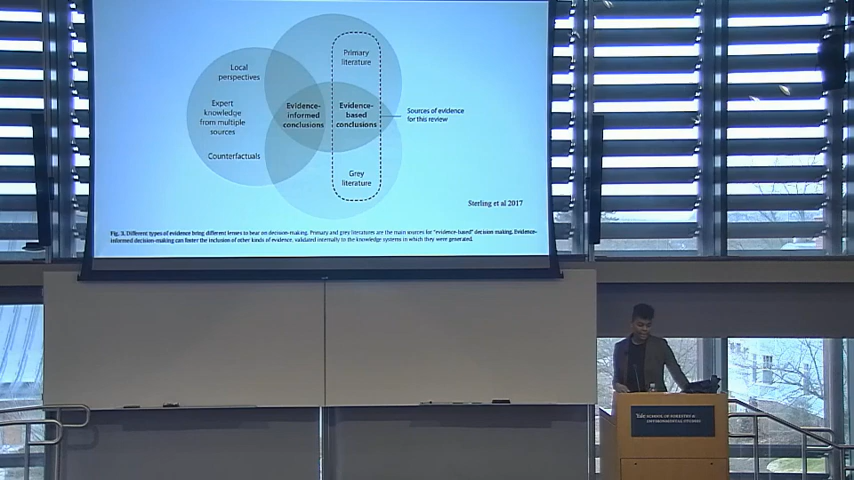 Primary
literature
Local
perspectives
Expert
knowledge
from multiple
sources
Evidence-
informed
conclusions
Evidence-
based
conclusions
Sources of evidence
for this review
Counterfactuals
Grey
literature
Sterling et al 2017
Fig. 3. Different types of evidence bring different lenses to bear on decision-making. Primary and grey literatures are the main sources for "evidence-based" decision making. Evidence-
informed decision-making can foster the inclusion of other kinds of evidence, validated internally to the knowledge systems in which they were generated.
Yale SCHOOL OF FORESTRY &
ENVIRONMENTAL STUDIES